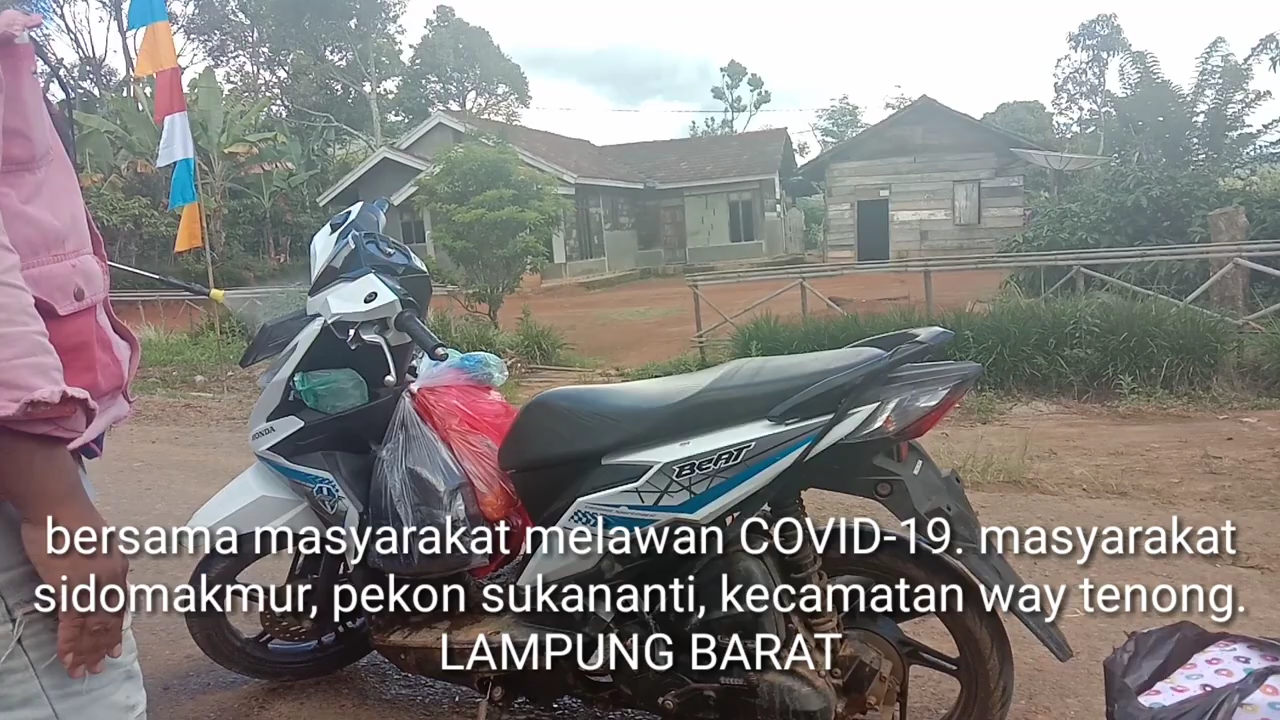 HONDA
BEAT
bersama masyarakat melawan COVID-19. masyarakat
sidomakmur, pekon sukananti, kecamatan way tenong.
LAMPUNG BARAT